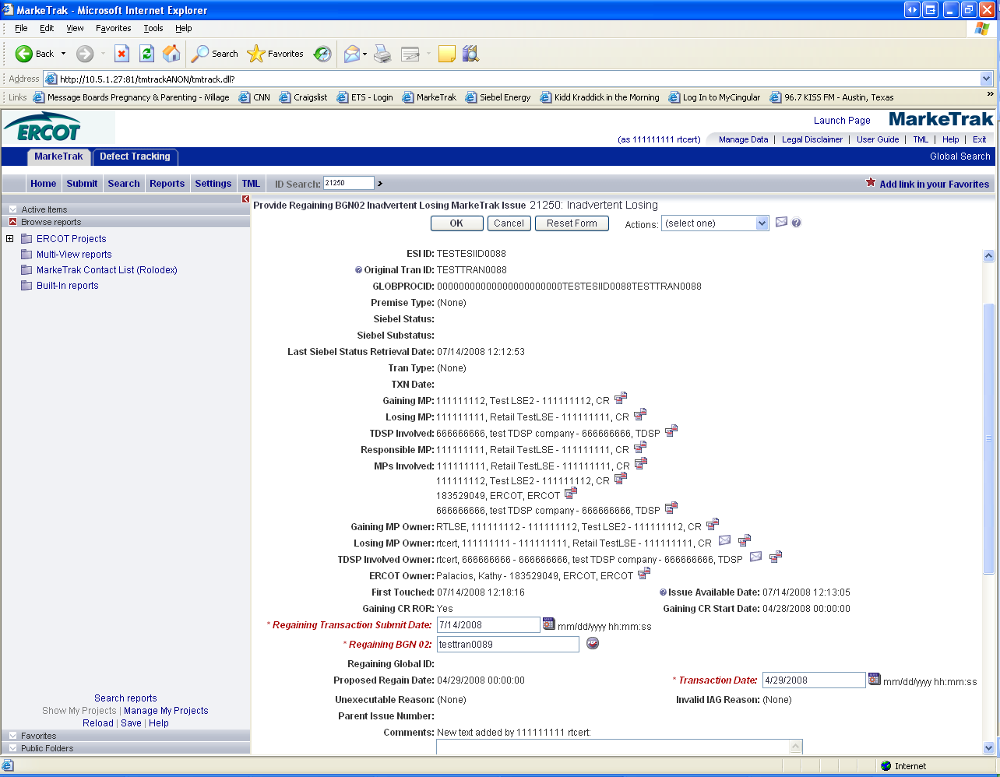 MarkeTrak - Microsoft Internet Explorer
File Edit View Favorites Tools Help
Back Search Favorites
Address http://10.5.1.27:81/tmtrackANON/tmtrack.dll?
Links Message Boards Pregnancy & Parenting - iVillage CNN Craigslist ETS - Login MarkeTrak Siebel Energy Kidd Kraddick in the Morning Log In to MyCingular 96.7 KISS FM - Austin, Texas »
ERCOT Launch Page MarkeTrak
(as 111111111 rtcert) Manage Data | Legal Disclaimer | User Guide | TML | Help | Exit
MarkeTrak Defect Tracking Global Search
Home Submit Search Reports Settings TML ID Search: 21250 Add link in your Favorites
Active Items
Browse reports
ERCOT Projects
Multi-View reports
MarkeTrak Contact List (Rolodex)
Built-In reports
Search reports
Show My Projects | Manage My Projects
Reload | Save | Help
Favorites
Public Folders
Provide Regaining BGN02 Inadvertent Losing MarkeTrak Issue 21250: Inadvertent Losing
OK Cancel Reset Form Actions: (select one)
ESI ID: TESTESIID0088
Original Tran ID: TESTTRAN0088
GLOBPROCID: 00000000000000000000000TESTESIID0088TESTTRAN0088
Premise Type: (None)
Siebel Status:
Siebel Substatus:
Last Siebel Status Retrieval Date: 07/14/2008 12:12:53
Tran Type: (None)
TXN Date:
Gaining MP: 111111112, Test LSE2 - 111111112, CR
Losing MP: 111111111, Retail TestLSE - 111111111, CR
TDSP Involved: 666666666, test TDSP company - 666666666, TDSP
Responsible MP: 111111111, Retail TestLSE - 111111111, CR
MPs Involved: 111111111, Retail TestLSE - 111111111, CR
111111112, Test LSE2 - 111111112, CR
183529049, ERCOT, ERCOT
666666666, test TDSP company - 666666666, TDSP
Gaining MP Owner: RTLSE, 111111112 - 111111112, Test LSE2 - 111111112, CR
Losing MP Owner: rtcert, 111111111 - 111111111, Retail TestLSE - 111111111, CR
TDSP Involved Owner: rtcert, 666666666 - 666666666, test TDSP company - 666666666, TDSP
ERCOT Owner: Palacios, Kathy - 183529049, ERCOT, ERCOT
First Touched: 07/14/2008 12:18:16 Issue Available Date: 07/14/2008 12:13:05
Gaining CR ROR: Yes Gaining CR Start Date: 04/28/2008 00:00:00
* Regaining Transaction Submit Date: 7/14/2008 mm/dd/yyyy hh:mm:ss
* Regaining BGN 02: testtran0089 ABC
Regaining Global ID:
Proposed Regain Date: 04/29/2008 00:00:00 * Transaction Date: 4/29/2008 mm/dd/yyyy hh:mm:ss
Unexecutable Reason: (None) Invalid IAG Reason: (None)
Parent Issue Number:
Comments: New text added by 111111111 rtcert:
Internet